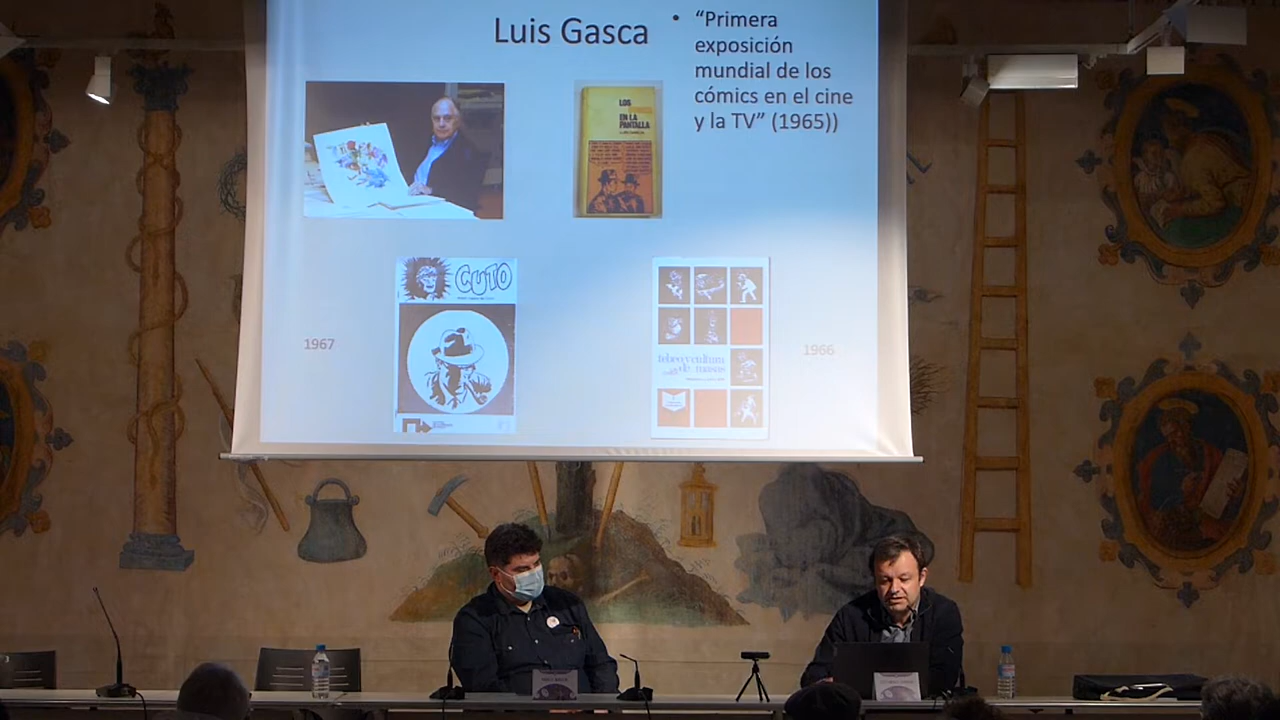 Luis Gasca
• “Primera
exposición
mundial de los
cómics en el cine
y la TV” (1965))
LOS
EN LA
PANTALLA
CUTO
1967
tebeo y cultura
de masas
1966